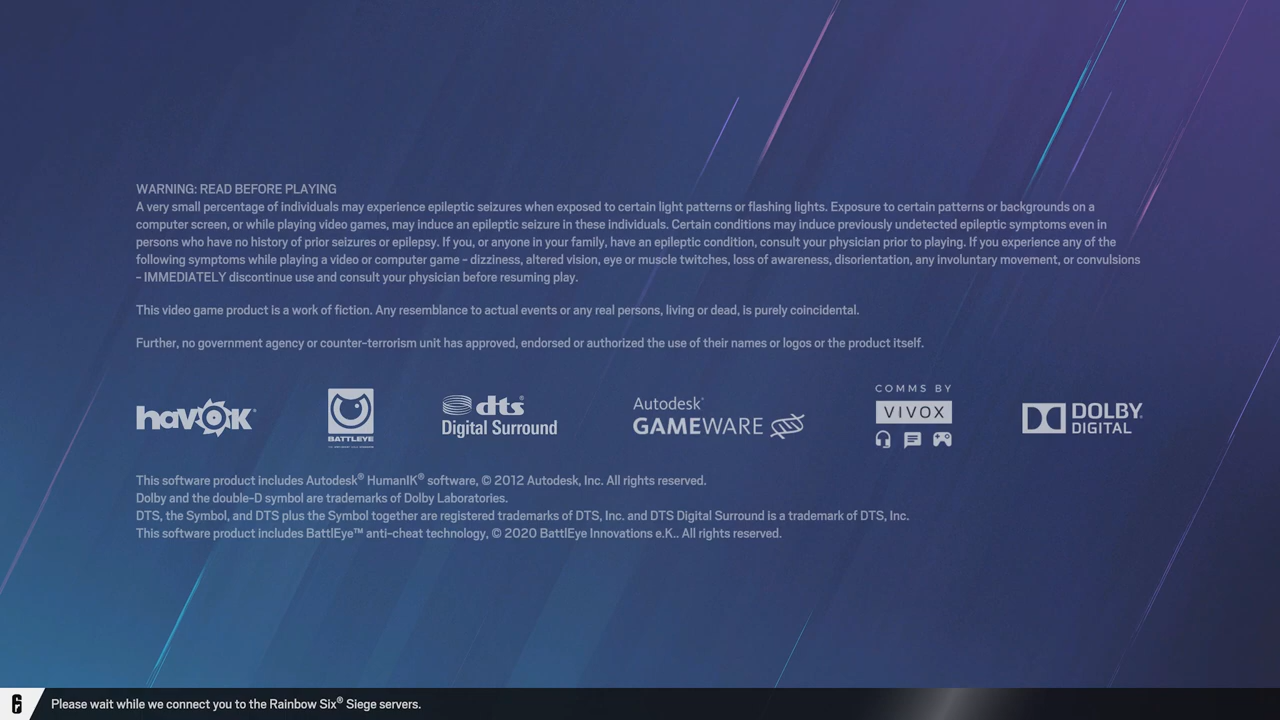 WARNING: READ BEFORE PLAYING
A very small percentage of individuals may experience epileptic seizures when exposed to certain light patterns or flashing lights. Exposure to certain patterns or backgrounds on a
computer screen, or while playing video games, may induce an epileptic seizure in these individuals. Certain conditions may induce previously undetected epileptic symptoms even in
persons who have no history of prior seizures or epilepsy. If you, or anyone in your family, have an epileptic condition, consult your physician prior to playing. If you experience any of the
following symptoms while playing a video or computer game - dizziness, altered vision, eye or muscle twitches, loss of awareness, disorientation, any involuntary movement, or convulsions
- IMMEDIATELY discontinue use and consult your physician before resuming play.
This video game product is a work of fiction. Any resemblance to actual events or any real persons, living or dead, is purely coincidental.
Further, no government agency or counter-terrorism unit has approved, endorsed or authorized the use of their names or logos or the product itself.
havok
BATTLEYE
dts
Digital Surround
Autodesk®
GAMEWARE
COMMS BY
VIVOX
DOLBY
DIGITAL
This software product includes Autodesk® HumanIK® software, © 2012 Autodesk, Inc. All rights reserved.
Dolby and the double-D symbol are trademarks of Dolby Laboratories.
DTS, the Symbol, and DTS plus the Symbol together are registered trademarks of DTS, Inc. and DTS Digital Surround is a trademark of DTS, Inc.
This software product includes BattlEye™ anti-cheat technology, © 2020 BattlEye Innovations e.K.. All rights reserved.
Please wait while we connect you to the Rainbow Six® Siege servers.